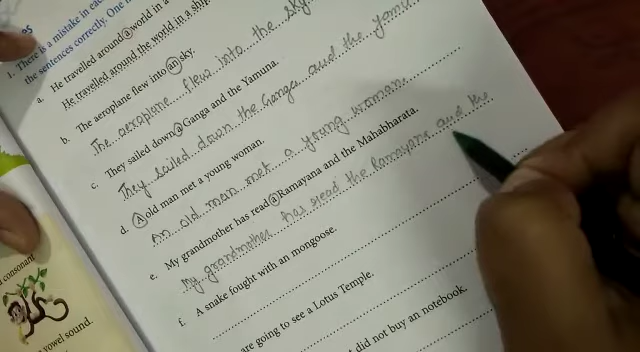 es
1. There is a mistake in each
the sentences correctly. One
a. He travelled around a world in a
He travelled around the world in a ship
b. The aeroplane flew into an sky.
The aeroplane flew into the sky
c. They sailed down a Ganga and the Yamuna.
They sailed down the Ganga and the
d. A old man met a young woman.
An old man met a young woman.
e. My grandmother has read a Ramayana and the Mahabharata.
My grandmother has read the Ramayana and the
f. A snake fought with an mongoose.
are going to see a Lotus Temple.
did not buy an notebook.
a consonant
vowel sound.